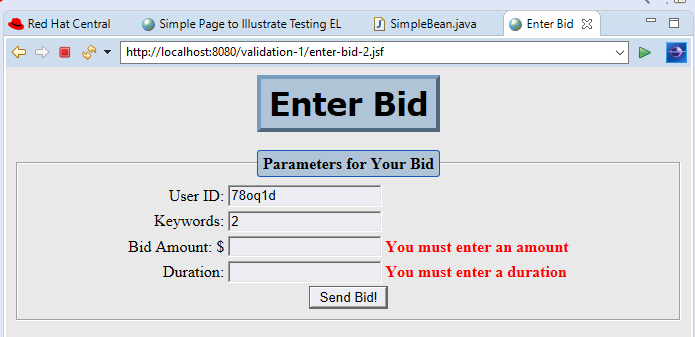 Red Hat Central Simple Page to Illustrate Testing EL SimpleBean.java Enter Bid
http://localhost:8080/validation-1/enter-bid-2.jsf
Enter Bid
Parameters for Your Bid
User ID: 78oq1d
Keywords: 2
Bid Amount: $ You must enter an amount
Duration: You must enter a duration
Send Bid!